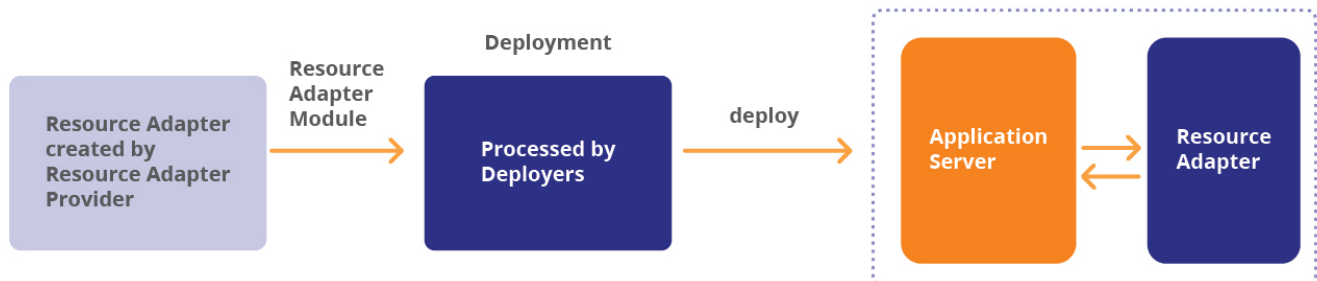 Resource Adapter
created by
Resource Adapter
Provider
Resource
Adapter
Module
Deployment
Processed by
Deployers
deploy
Application
Server
Resource
Adapter